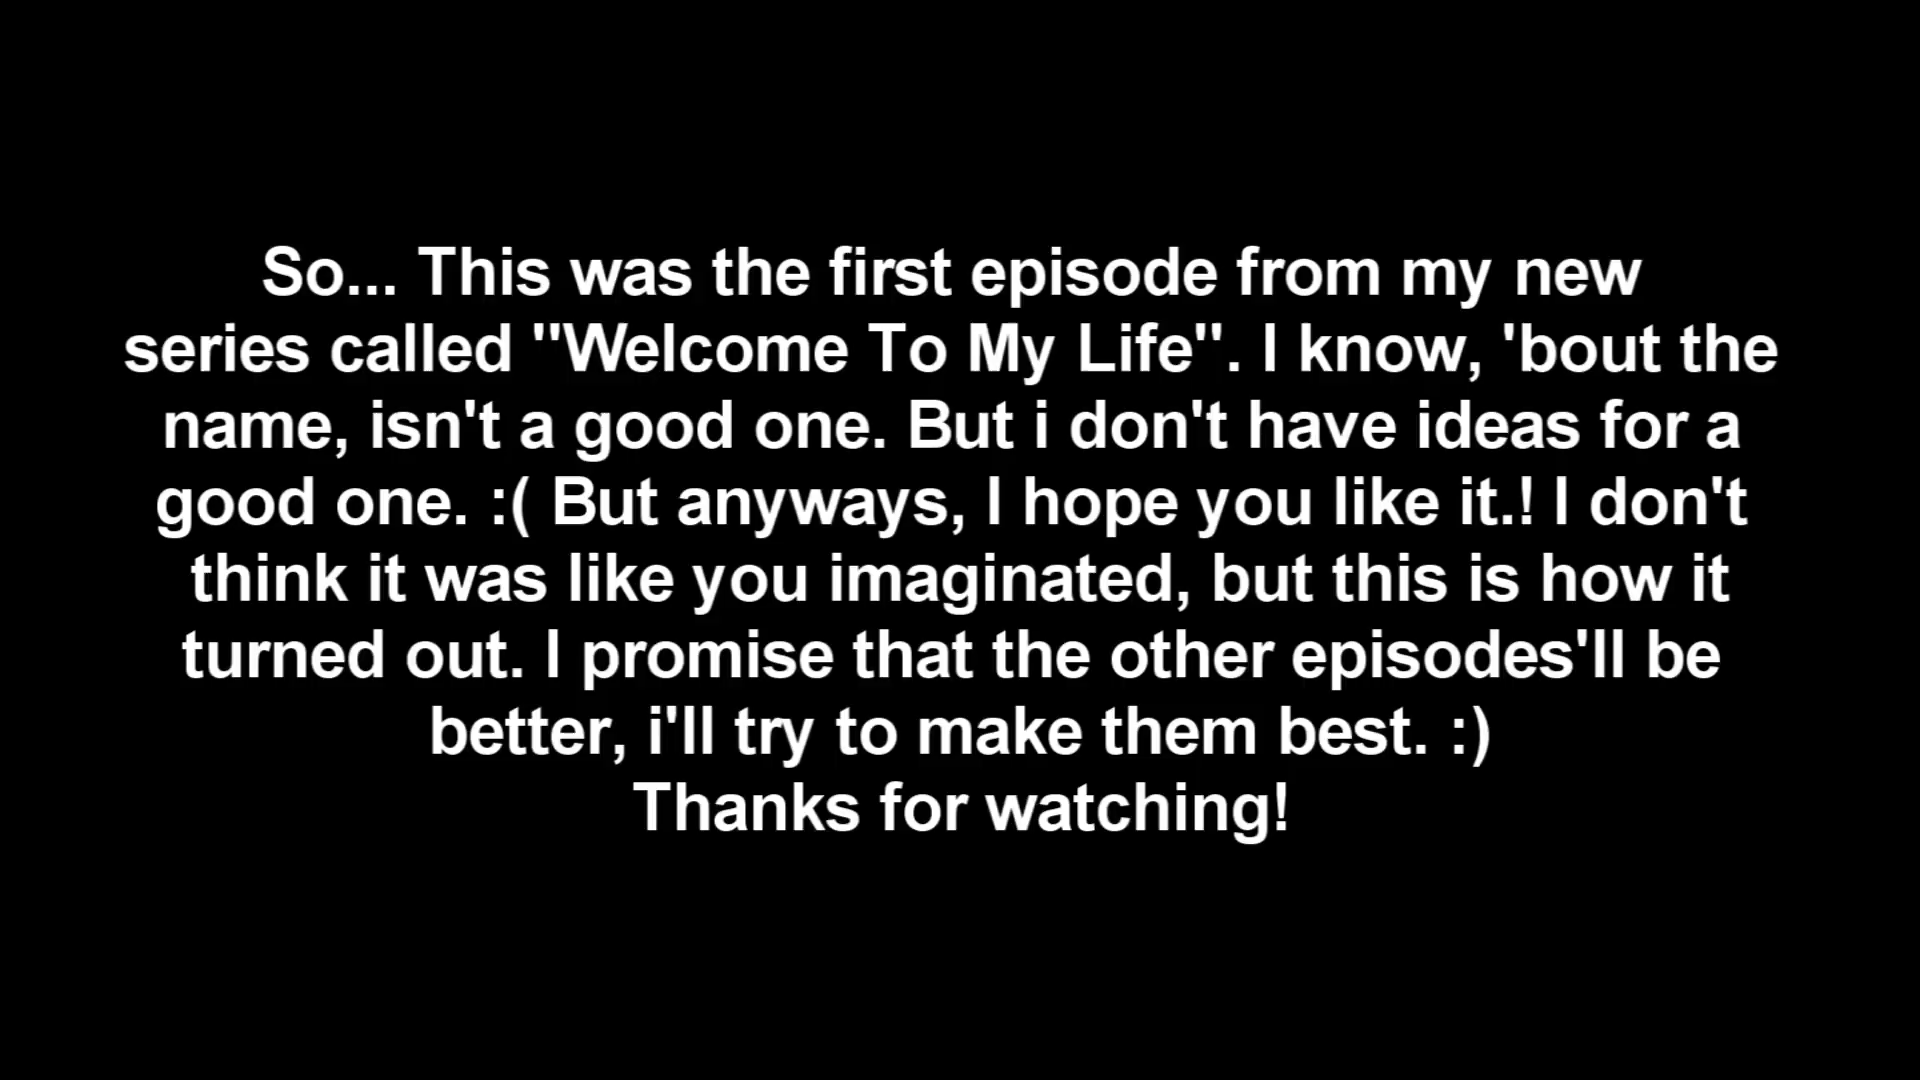 So... This was the first episode from my new
series called "Welcome To My Life". I know, 'bout the
name, isn't a good one. But i don't have ideas for a
good one. :( But anyways, I hope you like it.! I don't
think it was like you imaginated, but this is how it
turned out. I promise that the other episodes'll be
better, i'll try to make them best. :)
Thanks for watching!